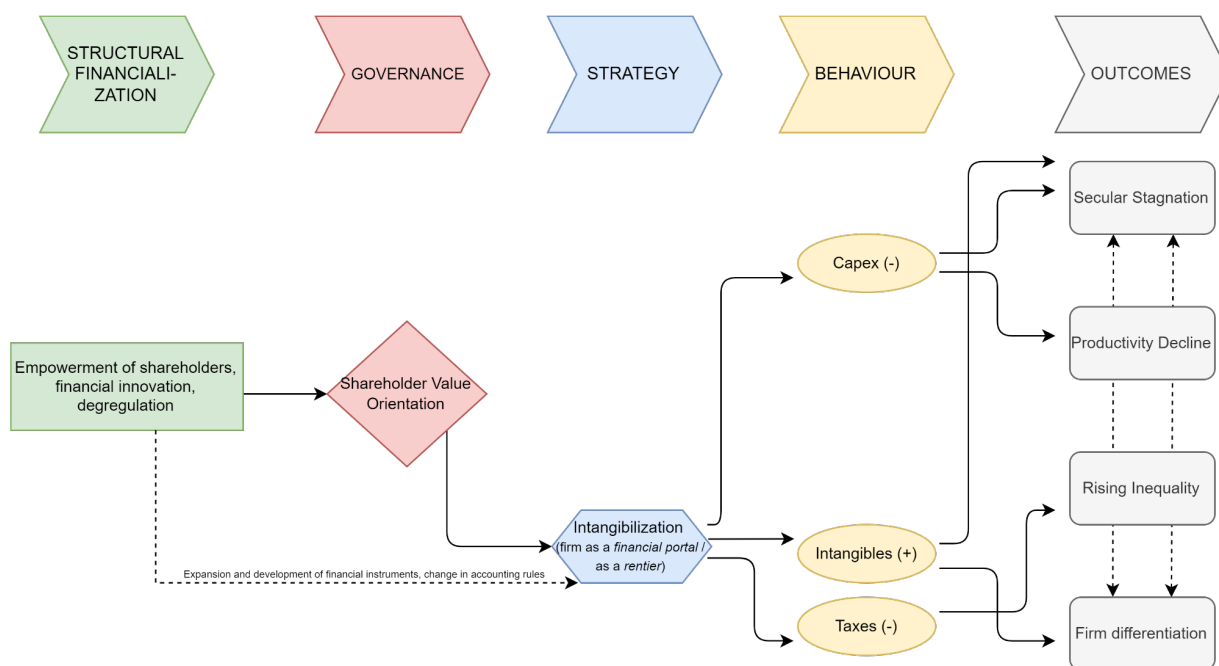 STRUCTURAL
FINANCIALI-
ZATION
GOVERNANCE
STRATEGY
BEHAVIOUR
OUTCOMES
Secular Stagnation
Capex (-)
Productivity Decline
Empowerment of shareholders,
financial innovation,
degregulation
Shareholder Value
Orientation
Rising Inequality
Intangibilization
(firm as a financial portal /
as a rentier)
Intangibles (+)
Expansion and development of financial instruments, change in accounting rules
Taxes (-)
Firm differentiation